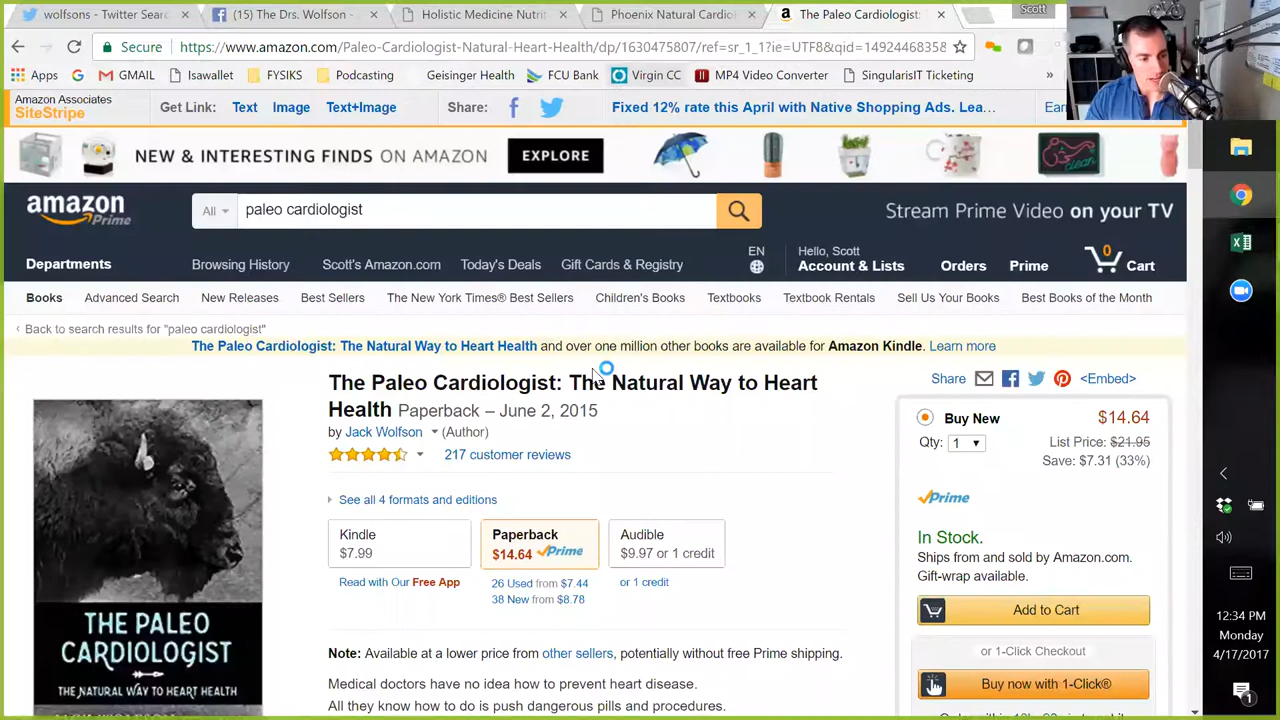 wolfsons - Twitter Sear
(15) The Drs. Wolfson -
Holistic Medicine Nutri
Phoenix Natural Cardio
The Paleo Cardiologist:
Scott
Secure
https://www.amazon.com/Paleo-Cardiologist-Natural-Heart-Health/dp/1630475807/ref=sr_1_1?ie=UTF8&qid=14924468358
Apps
GMAIL
Isawallet
FYSIKS
Podcasting
Geisinger Health
FCU Bank
Virgin CC
MP4 Video Converter
SingularisIT Ticketing
»
Amazon Associates
SiteStripe
Get Link:
Text
Image
Text+Image
Share:
Fixed 12% rate this April with Native Shopping Ads. Lea...
Ear
NEW & INTERESTING FINDS ON AMAZON
EXPLORE
clean
amazon
Prime
All
paleo cardiologist
Stream Prime Video on your TV
Departments
Browsing History
Scott's Amazon.com
Today's Deals
Gift Cards & Registry
EN
Hello, Scott
Account & Lists
Orders
Prime
0
Cart
Books
Advanced Search
New Releases
Best Sellers
The New York Times® Best Sellers
Children's Books
Textbooks
Textbook Rentals
Sell Us Your Books
Best Books of the Month
‹ Back to search results for "paleo cardiologist"
The Paleo Cardiologist: The Natural Way to Heart Health and over one million other books are available for Amazon Kindle. Learn more
The Paleo Cardiologist: The Natural Way to Heart
Health Paperback – June 2, 2015
by Jack Wolfson (Author)
217 customer reviews
See all 4 formats and editions
Kindle
$7.99
Paperback
$14.64 Prime
Audible
$9.97 or 1 credit
Read with Our Free App
26 Used from $7.44
38 New from $8.78
or 1 credit
Note: Available at a lower price from other sellers, potentially without free Prime shipping.
Medical doctors have no idea how to prevent heart disease.
All they know how to do is push dangerous pills and procedures.
THE PALEO
CARDIOLOGIST
THE NATURAL WAY TO HEART HEALTH
Share
<Embed>
Buy New
$14.64
Qty: 1
List Price: $21.95
Save: $7.31 (33%)
Prime
In Stock.
Ships from and sold by Amazon.com.
Gift-wrap available.
Add to Cart
or 1-Click Checkout
Buy now with 1-Click®
12:34 PM
Monday
4/17/2017
1